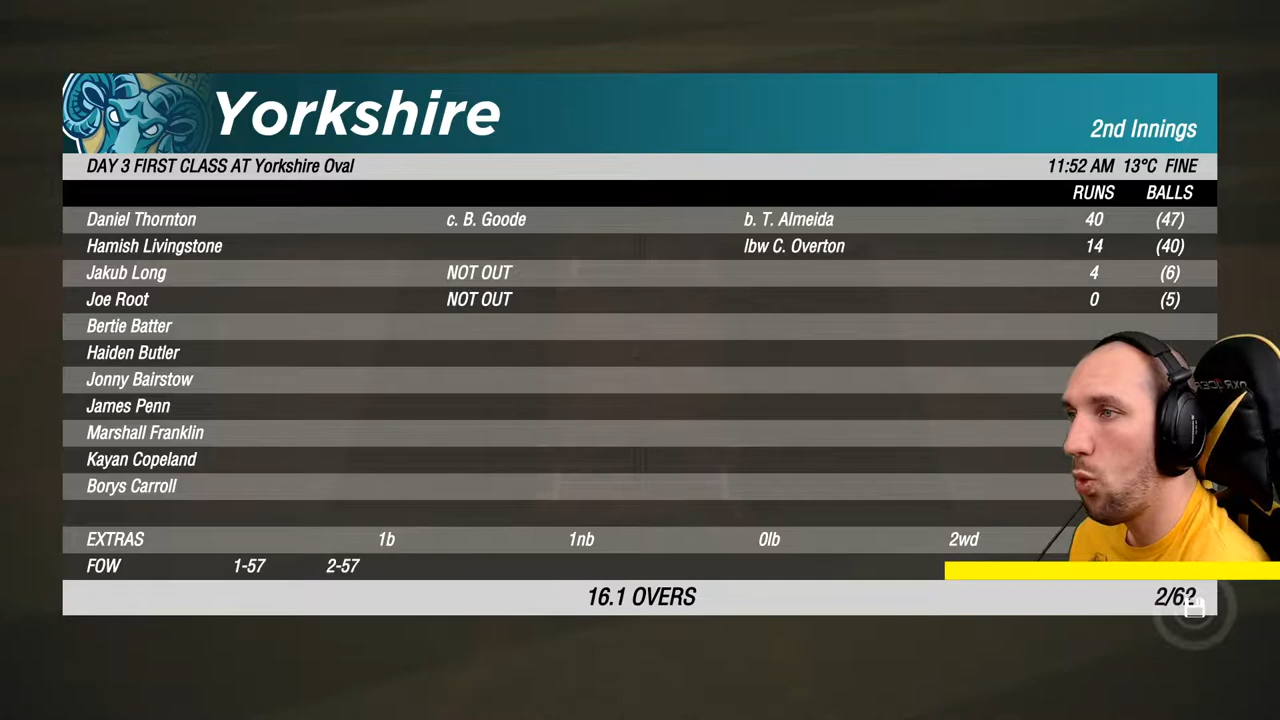 Yorkshire
2nd Innings
DAY 3 FIRST CLASS AT Yorkshire Oval 11:52 AM 13°C FINE
RUNS BALLS
Daniel Thornton c. B. Goode b. T. Almeida 40 (47)
Hamish Livingstone lbw C. Overton 14 (40)
Jakub Long NOT OUT 4 (6)
Joe Root NOT OUT 0 (5)
Bertie Batter
Haiden Butler
Jonny Bairstow
James Penn
Marshall Franklin
Kayan Copeland
Borys Carroll
EXTRAS 1b 1nb 0lb 2wd
FOW 1-57 2-57
16.1 OVERS